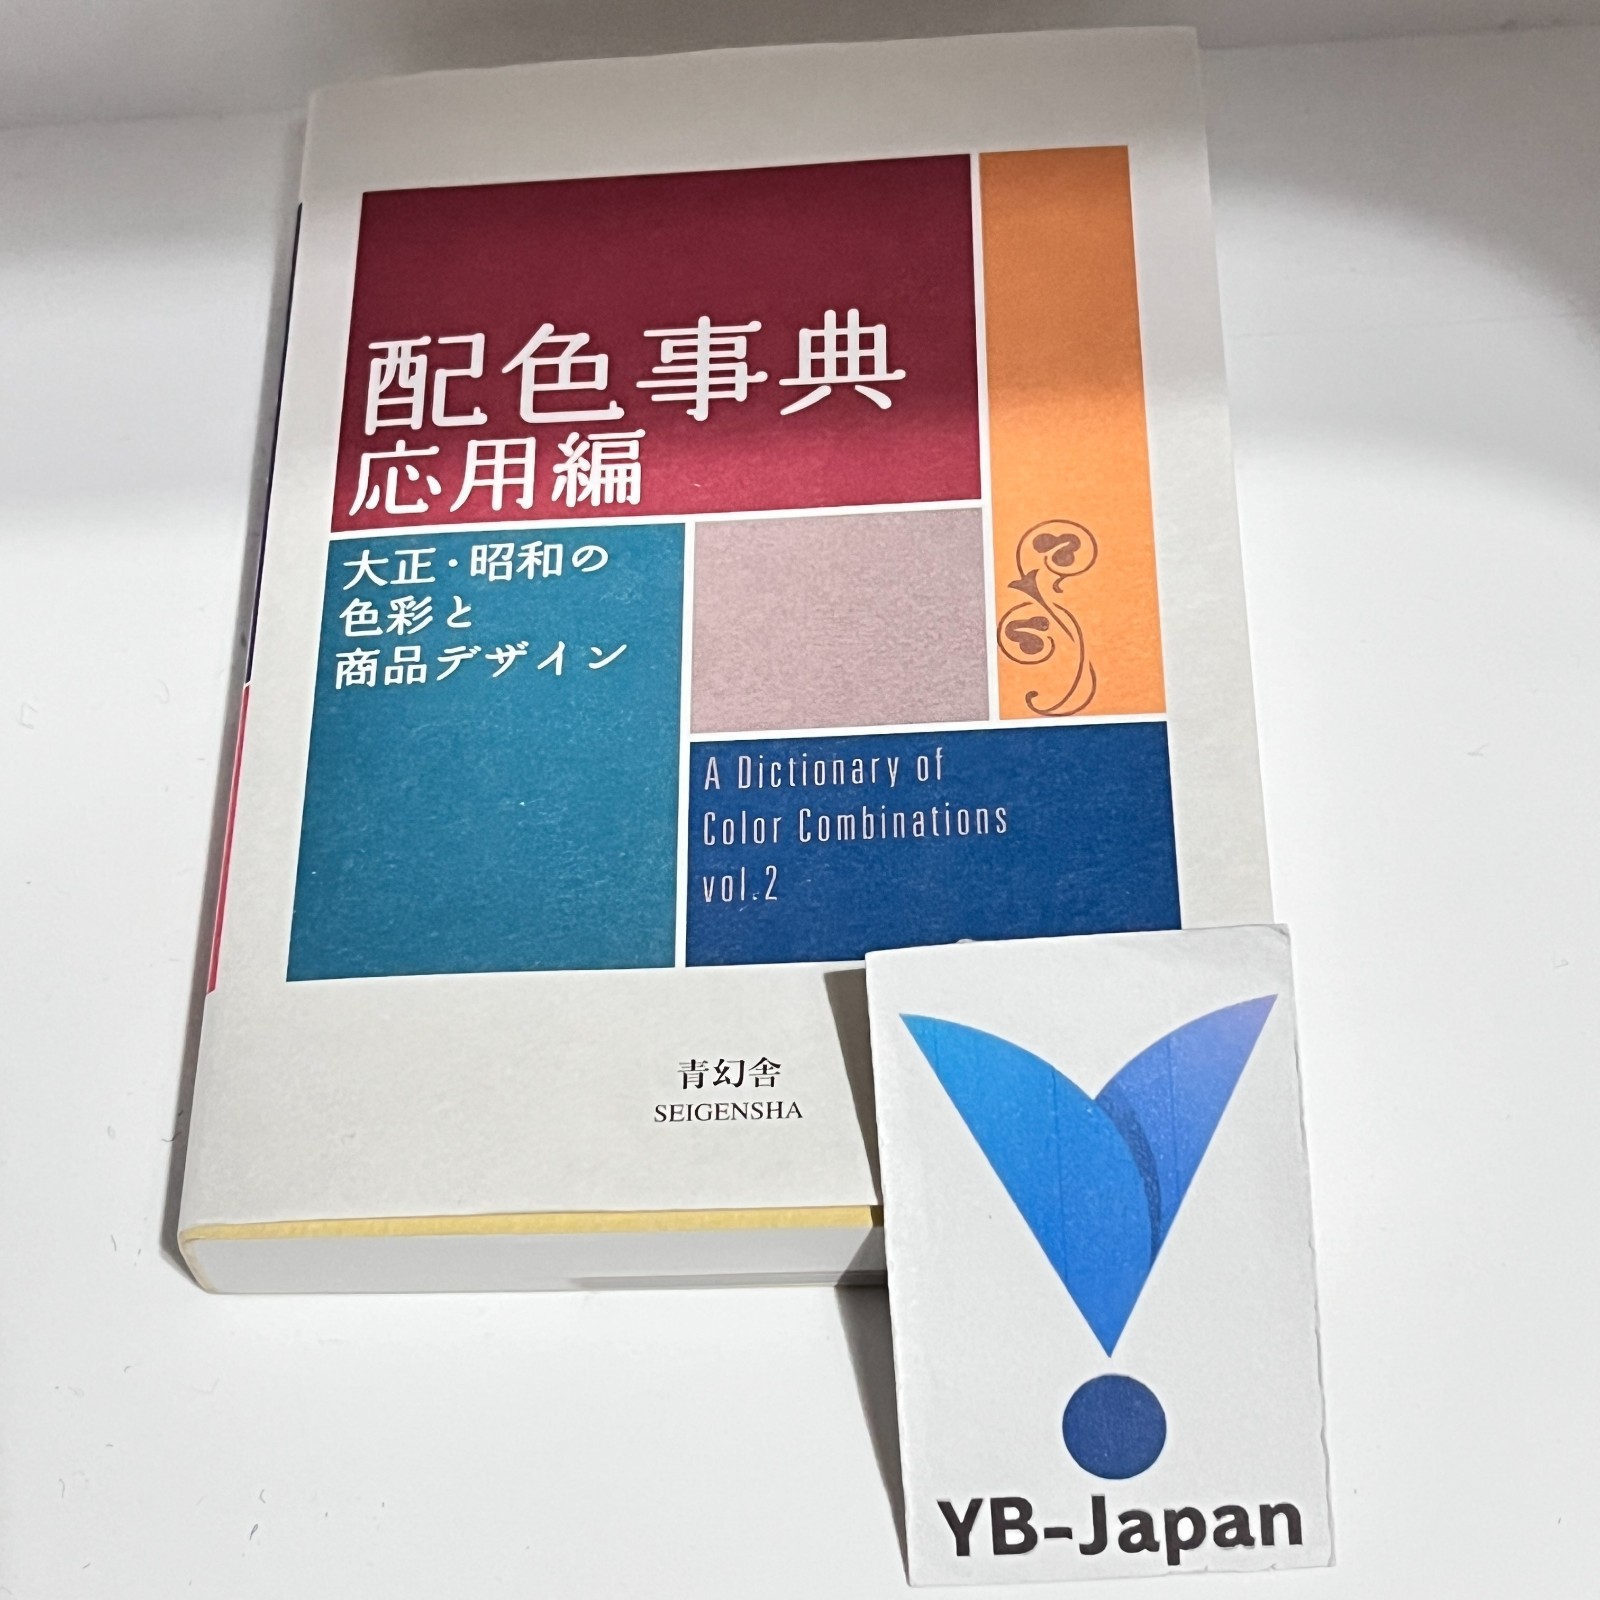 配色事典
応用編
大正・昭和の
色彩と
商品デザイン
A Dictionary of
Color Combinations
vol.2
青幻舎
SEIGENSHA
YB-Japan